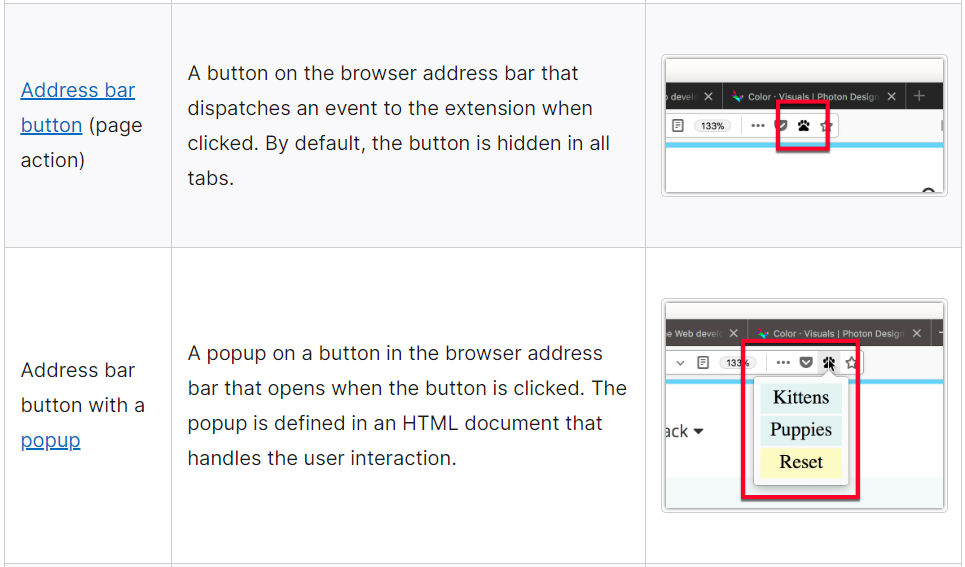 Address bar
button (page
action)
A button on the browser address bar that
dispatches an event to the extension when
clicked. By default, the button is hidden in all
tabs.
Color - Visuals | Photon Design
133%
Address bar
button with a
popup
A popup on a button in the browser address
bar that opens when the button is clicked. The
popup is defined in an HTML document that
handles the user interaction.
e Web develo
Color - Visuals | Photon Design
133%
ack
Kittens
Puppies
Reset